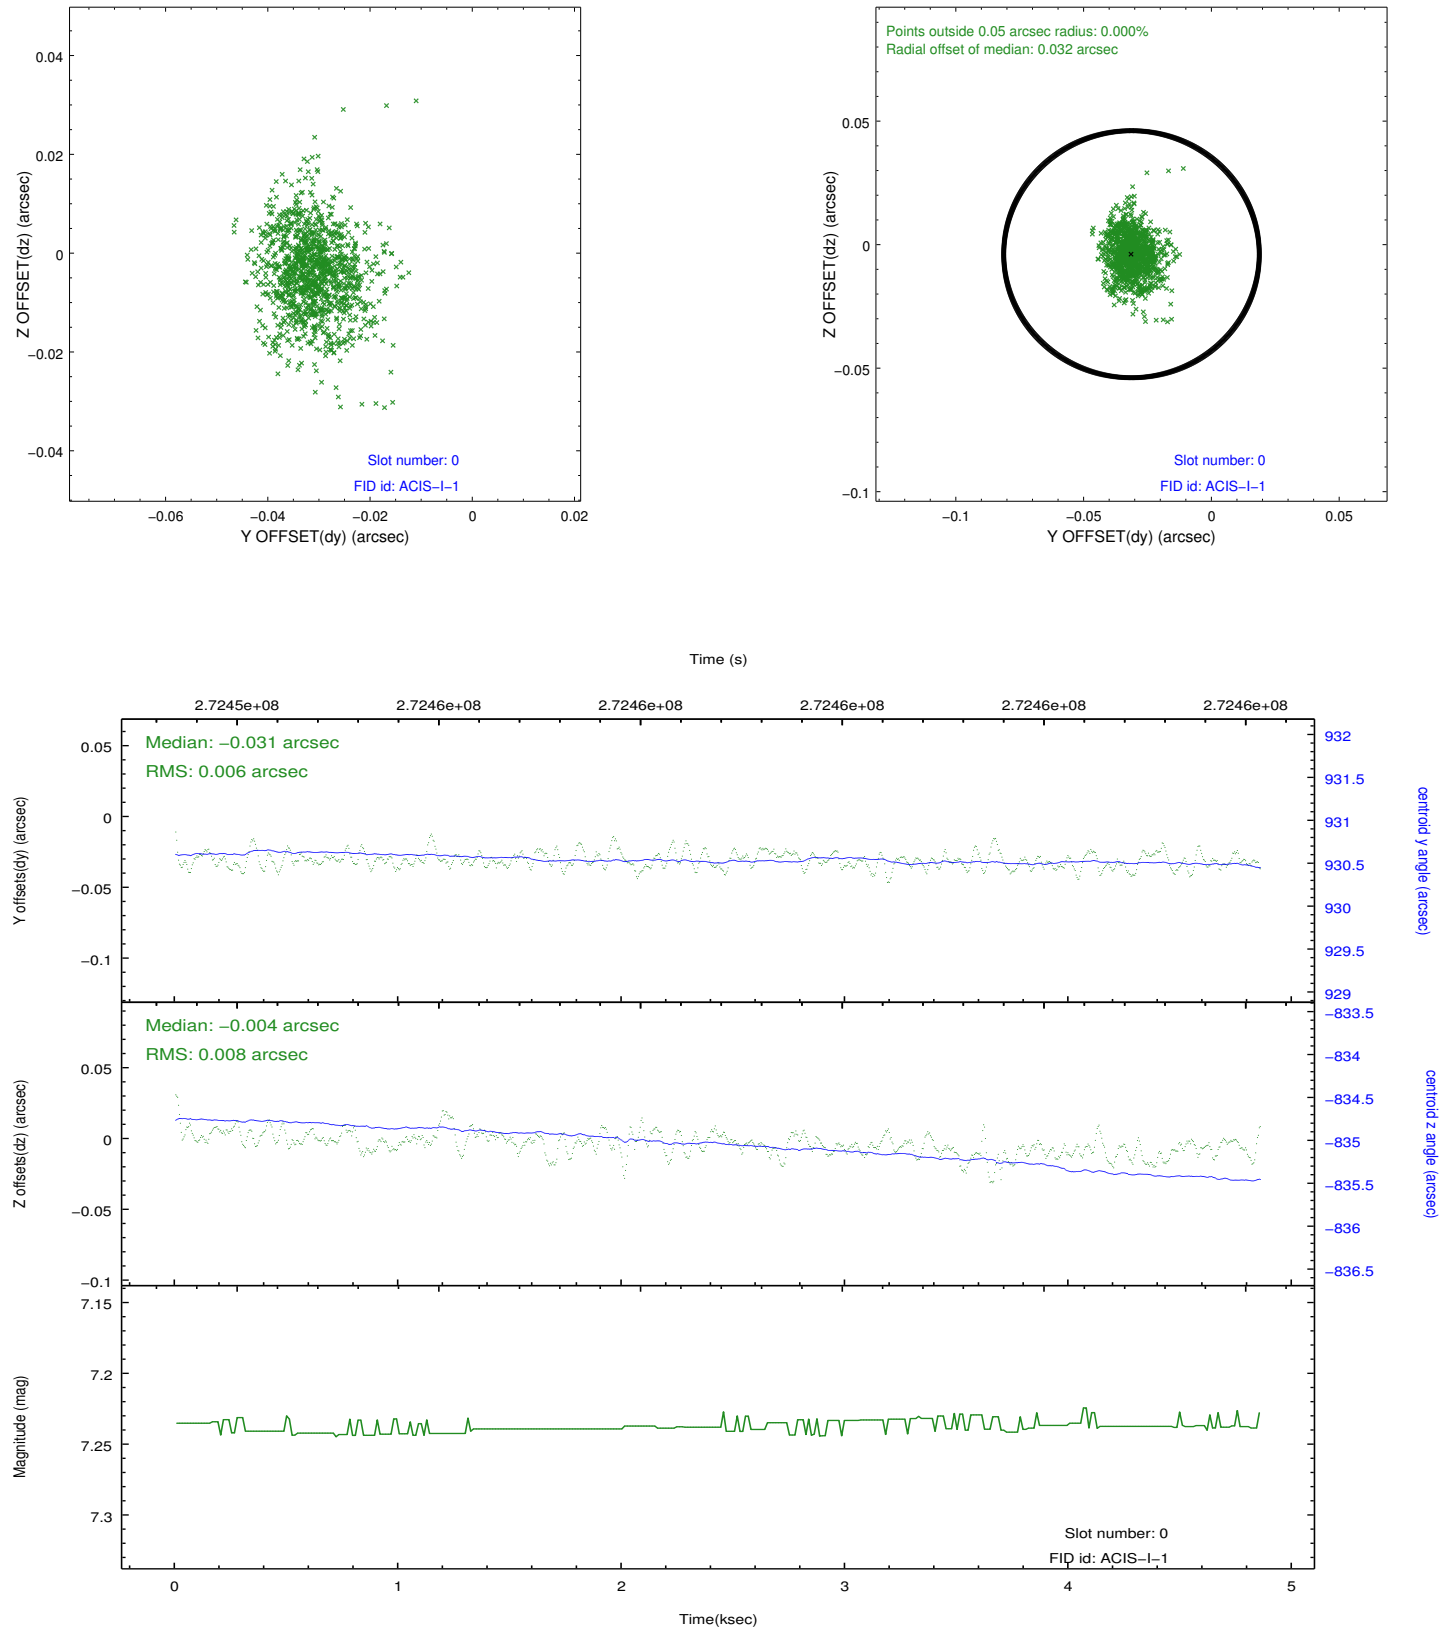 0.04
0.02
0
−0.02
−0.04
Z OFFSET(dz) (arcsec)
Slot number: 0
FID id: ACIS−I−1
−0.06
−0.04
−0.02
0
0.02
Y OFFSET(dy) (arcsec)
Points outside 0.05 arcsec radius: 0.000%
Radial offset of median: 0.032 arcsec
0.05
0
−0.05
−0.1
Z OFFSET(dz) (arcsec)
Slot number: 0
FID id: ACIS−I−1
−0.1
−0.05
0
0.05
Y OFFSET(dy) (arcsec)
Time (s)
2.7245e+08
2.7246e+08
2.7246e+08
2.7246e+08
2.7246e+08
2.7246e+08
Median: −0.031 arcsec
RMS: 0.006 arcsec
0.05
0
−0.05
−0.1
Y offsets(dy) (arcsec)
932
931.5
931
930.5
930
929.5
929
centroid y angle (arcsec)
Median: −0.004 arcsec
RMS: 0.008 arcsec
0.05
0
−0.05
−0.1
Z offsets(dz) (arcsec)
−833.5
−834
−834.5
−835
−835.5
−836
−836.5
centroid z angle (arcsec)
7.15
7.2
7.25
7.3
Magnitude (mag)
Slot number: 0
FID id: ACIS−I−1
0
1
2
3
4
5
Time(ksec)